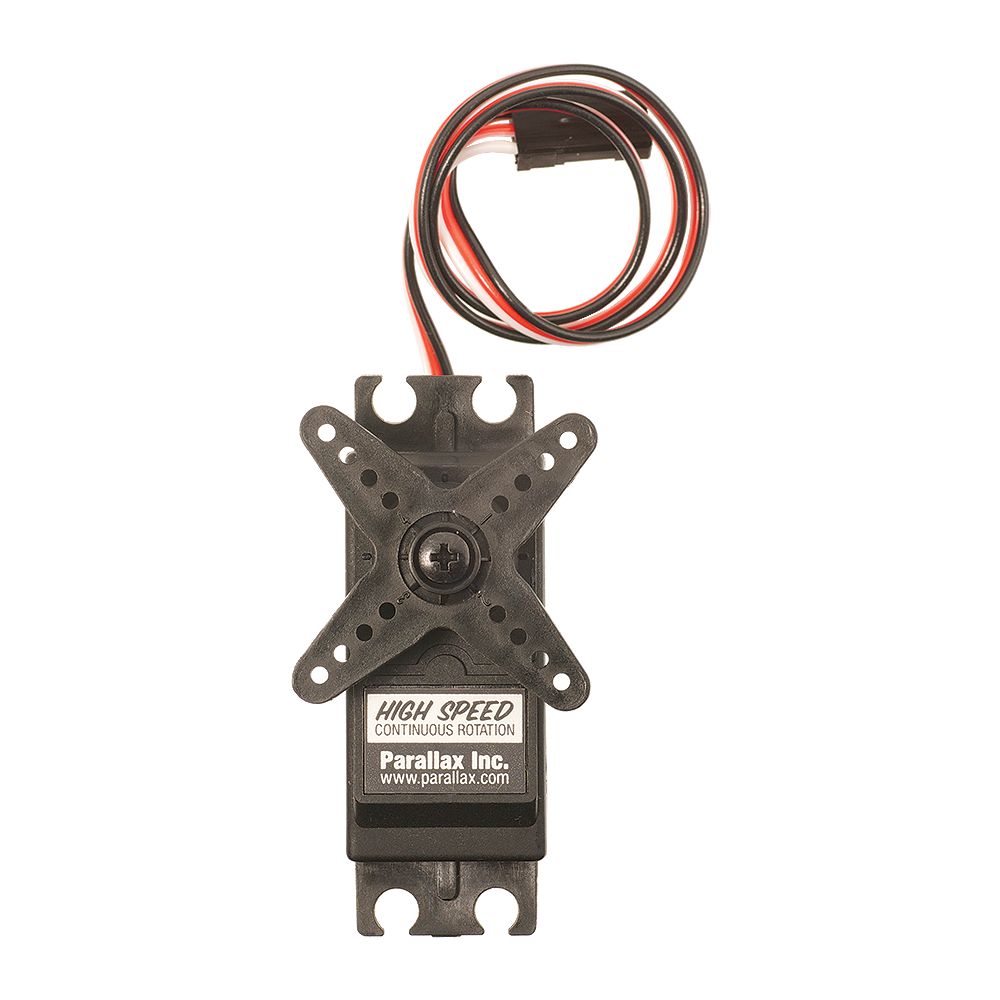 HIGH SPEED
CONTINUOUS ROTATION
Parallax Inc.
www.parallax.com